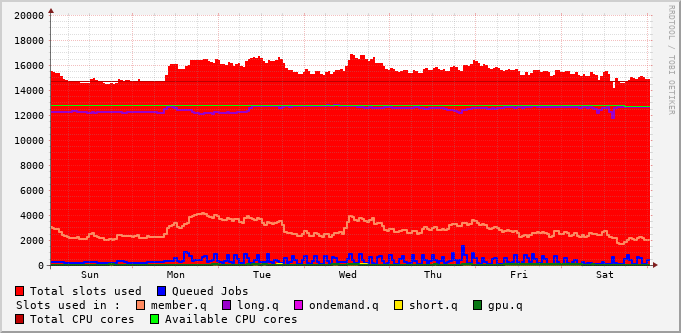 20000
18000
16000
14000
12000
10000
8000
6000
4000
2000
0
Sun Mon Tue Wed Thu Fri Sat
Total slots used Queued Jobs
Slots used in : member.q long.q ondemand.q short.q gpu.q
Total CPU cores Available CPU cores
RRDTOOL / TOBI OETIKER